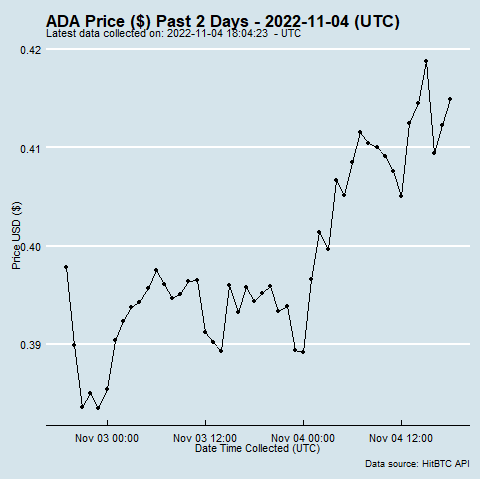 ADA Price ($) Past 2 Days - 2022-11-04 (UTC)
Latest data collected on: 2022-11-04 18:04:23  - UTC
0.42
0.41
0.40
0.39
Price USD ($)
Nov 03 00:00
Nov 03 12:00
Nov 04 00:00
Nov 04 12:00
Date Time Collected (UTC)
Data source: HitBTC API